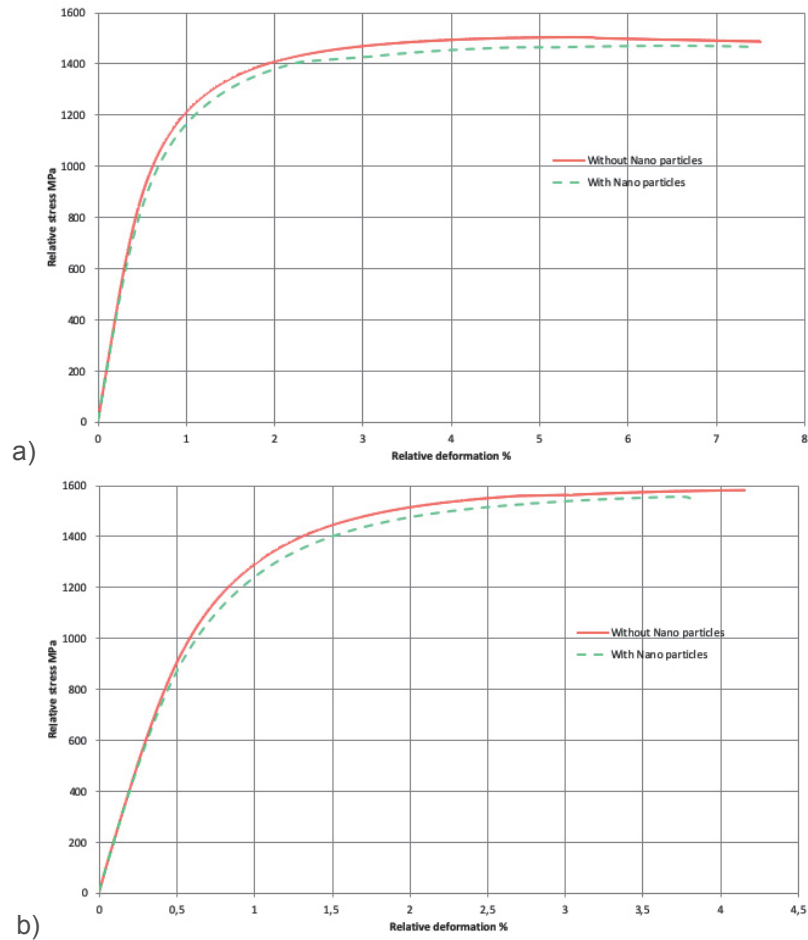 1600
1400
1200
1000
800
600
400
200
0
Relative stress MPa
Without Nano particles
With Nano particles
0 1 2 3 4 5 6 7 8
Relative deformation %
a)
1600
1400
1200
1000
800
600
400
200
0
Relative stress MPa
Without Nano particles
With Nano particles
0 0,5 1 1,5 2 2,5 3 3,5 4 4,5
Relative deformation %
b)